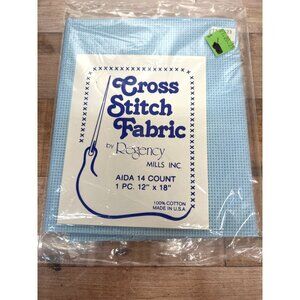 Cross
Stitch
Fabric
by Regency
MILLS INC
AIDA 14 COUNT
1 PC. 12" x 18"
100% COTTON
MADE IN U.S.A.